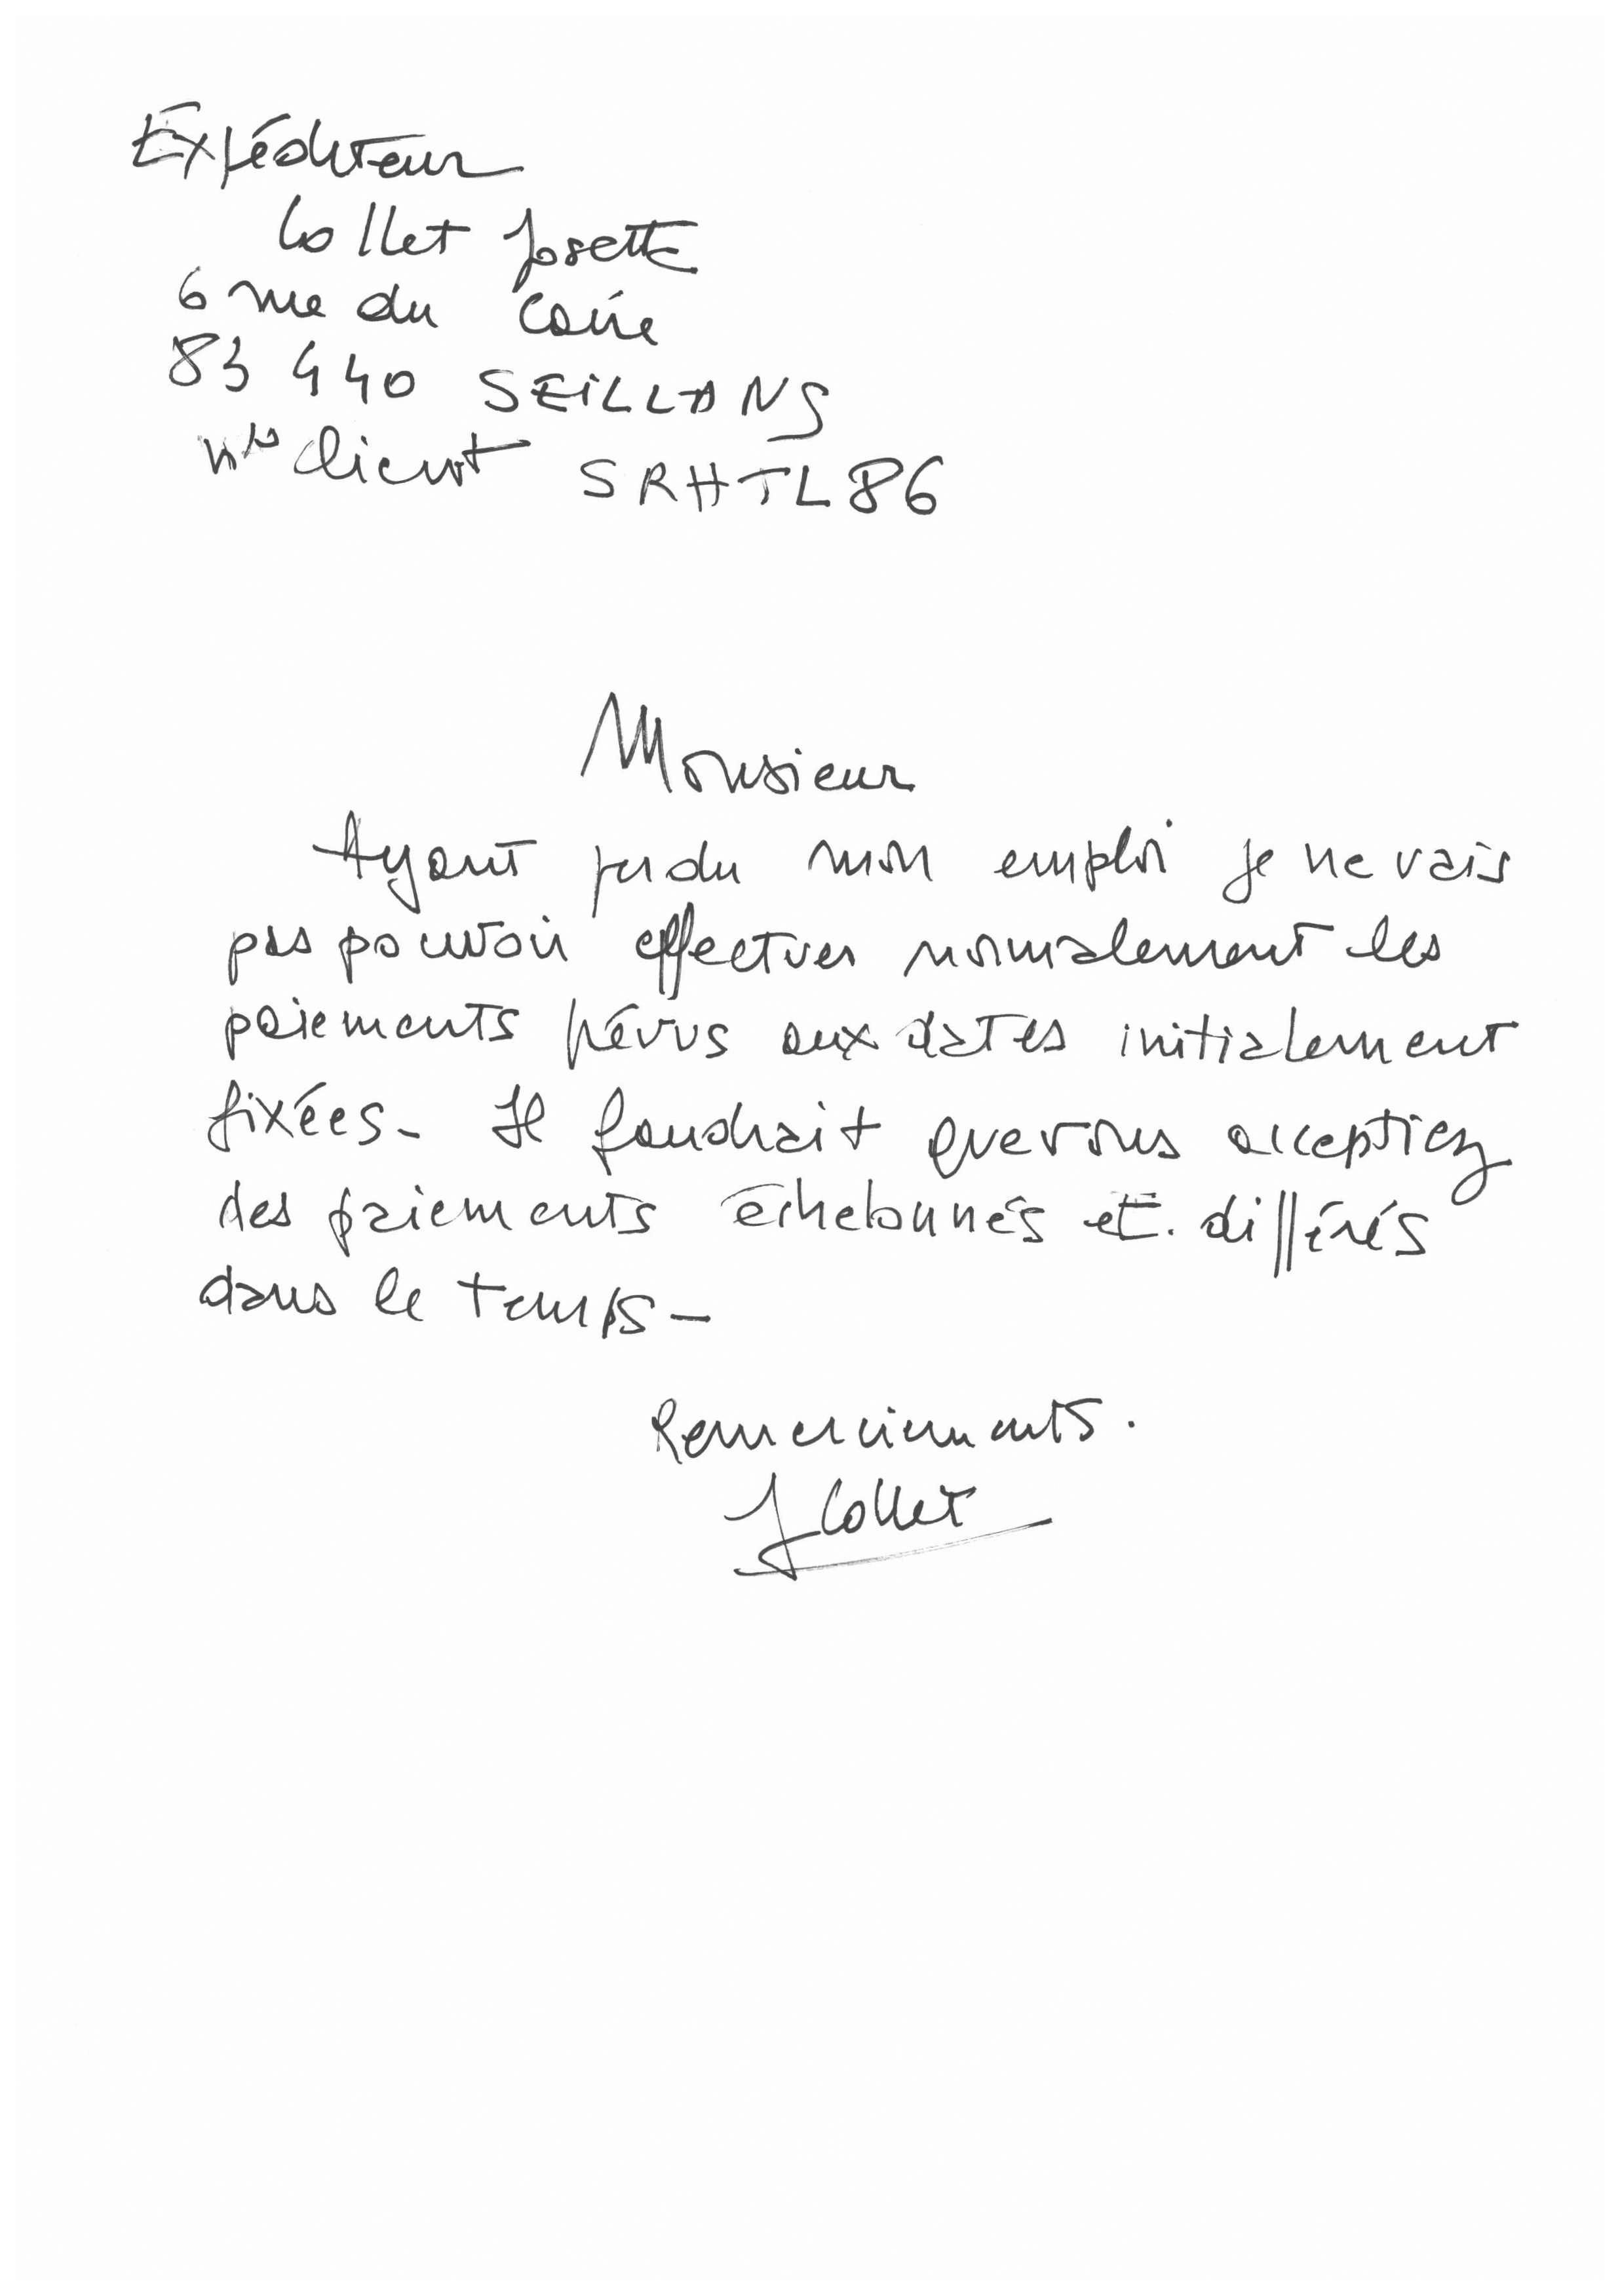 Expéditeur
Collet Josette
6 rue du
83 440 SEILLANS
client SRHTL86
Monsieur
Ayant perdu mon emploi je ne vais
pas pouvoir effectuer normalement les
paiements prévus aux dates initialement
fixées - Il faudrait que vous acceptiez
des paiements échelonnés et différés
dans le temps -
Remerciements.
J Collet